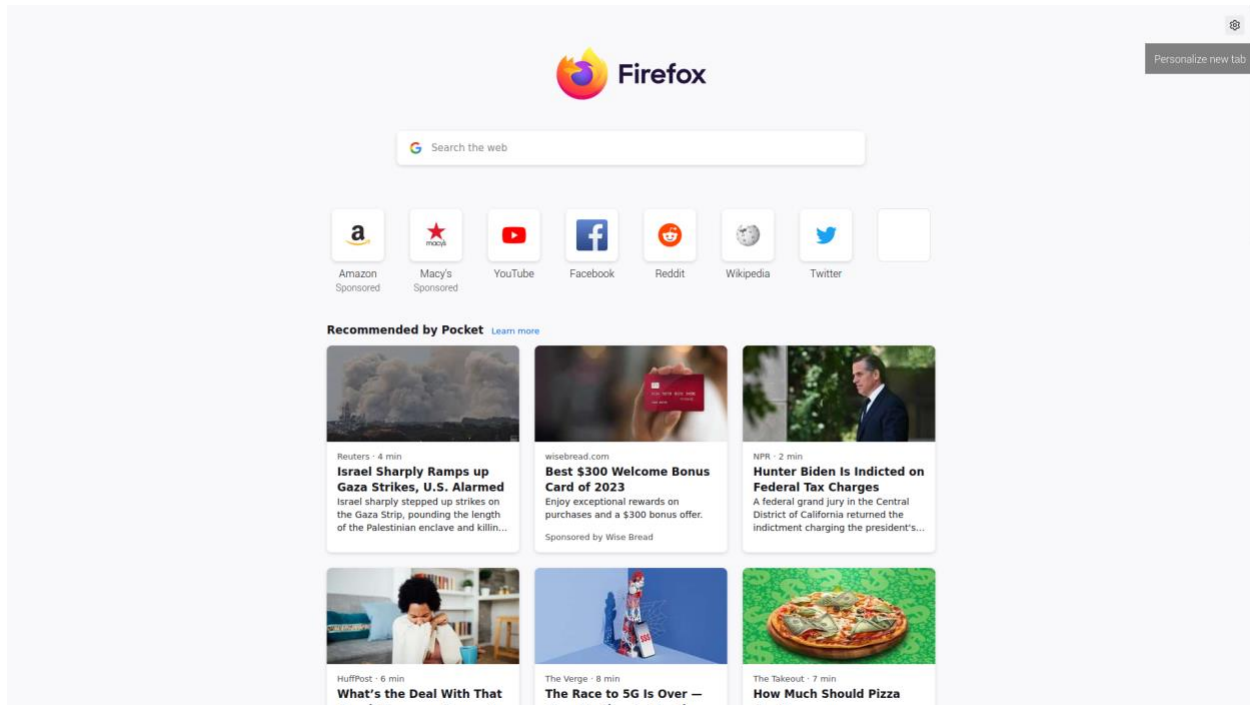 Personalize new tab
Firefox
Search the web
a
macy's
Amazon
Sponsored
Macy's
Sponsored
YouTube
Facebook
Reddit
Wikipedia
Twitter
Recommended by Pocket Learn more
Reuters · 4 min
Israel Sharply Ramps up
Gaza Strikes, U.S. Alarmed
Israel sharply stepped up strikes on
the Gaza Strip, pounding the length
of the Palestinian enclave and killin...
wisebread.com
Best $300 Welcome Bonus
Card of 2023
Enjoy exceptional rewards on
purchases and a $300 bonus offer.
Sponsored by Wise Bread
NPR · 2 min
Hunter Biden Is Indicted on
Federal Tax Charges
A federal grand jury in the Central
District of California returned the
indictment charging the president's...
HuffPost · 6 min
What's the Deal With That
The Verge · 8 min
The Race to 5G Is Over —
The Takeout · 7 min
How Much Should Pizza